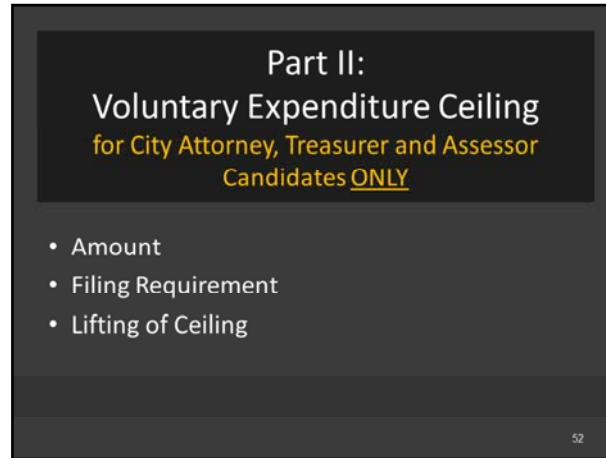 Part II:
Voluntary Expenditure Ceiling
for City Attorney, Treasurer and Assessor
Candidates ONLY
• Amount
• Filing Requirement
• Lifting of Ceiling
52